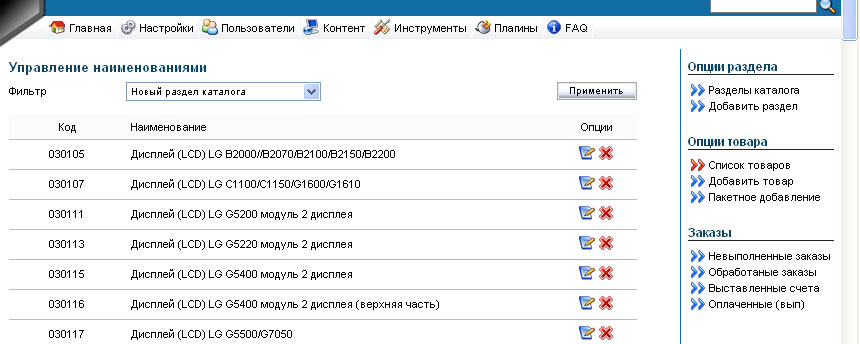 Главная Настройки Пользователи Контент Инструменты Плагины FAQ
Управление наименованиями
Фильтр Новый раздел каталога Применить
Код Наименование Опции
030105 Дисплей (LCD) LG B2000//B2070/B2100/B2150/B2200
030107 Дисплей (LCD) LG C1100/C1150/G1600/G1610
030111 Дисплей (LCD) LG G5200 модуль 2 дисплея
030113 Дисплей (LCD) LG G5220 модуль 2 дисплея
030115 Дисплей (LCD) LG G5400 модуль 2 дисплея
030116 Дисплей (LCD) LG G5400 модуль 2 дисплея (верхняя часть)
030117 Дисплей (LCD) LG G5500/G7050
Опции раздела
Разделы каталога
Добавить раздел
Опции товара
Список товаров
Добавить товар
Пакетное добавление
Заказы
Невыполненные заказы
Обработаные заказы
Выставленные счета
Оплаченные (вып)